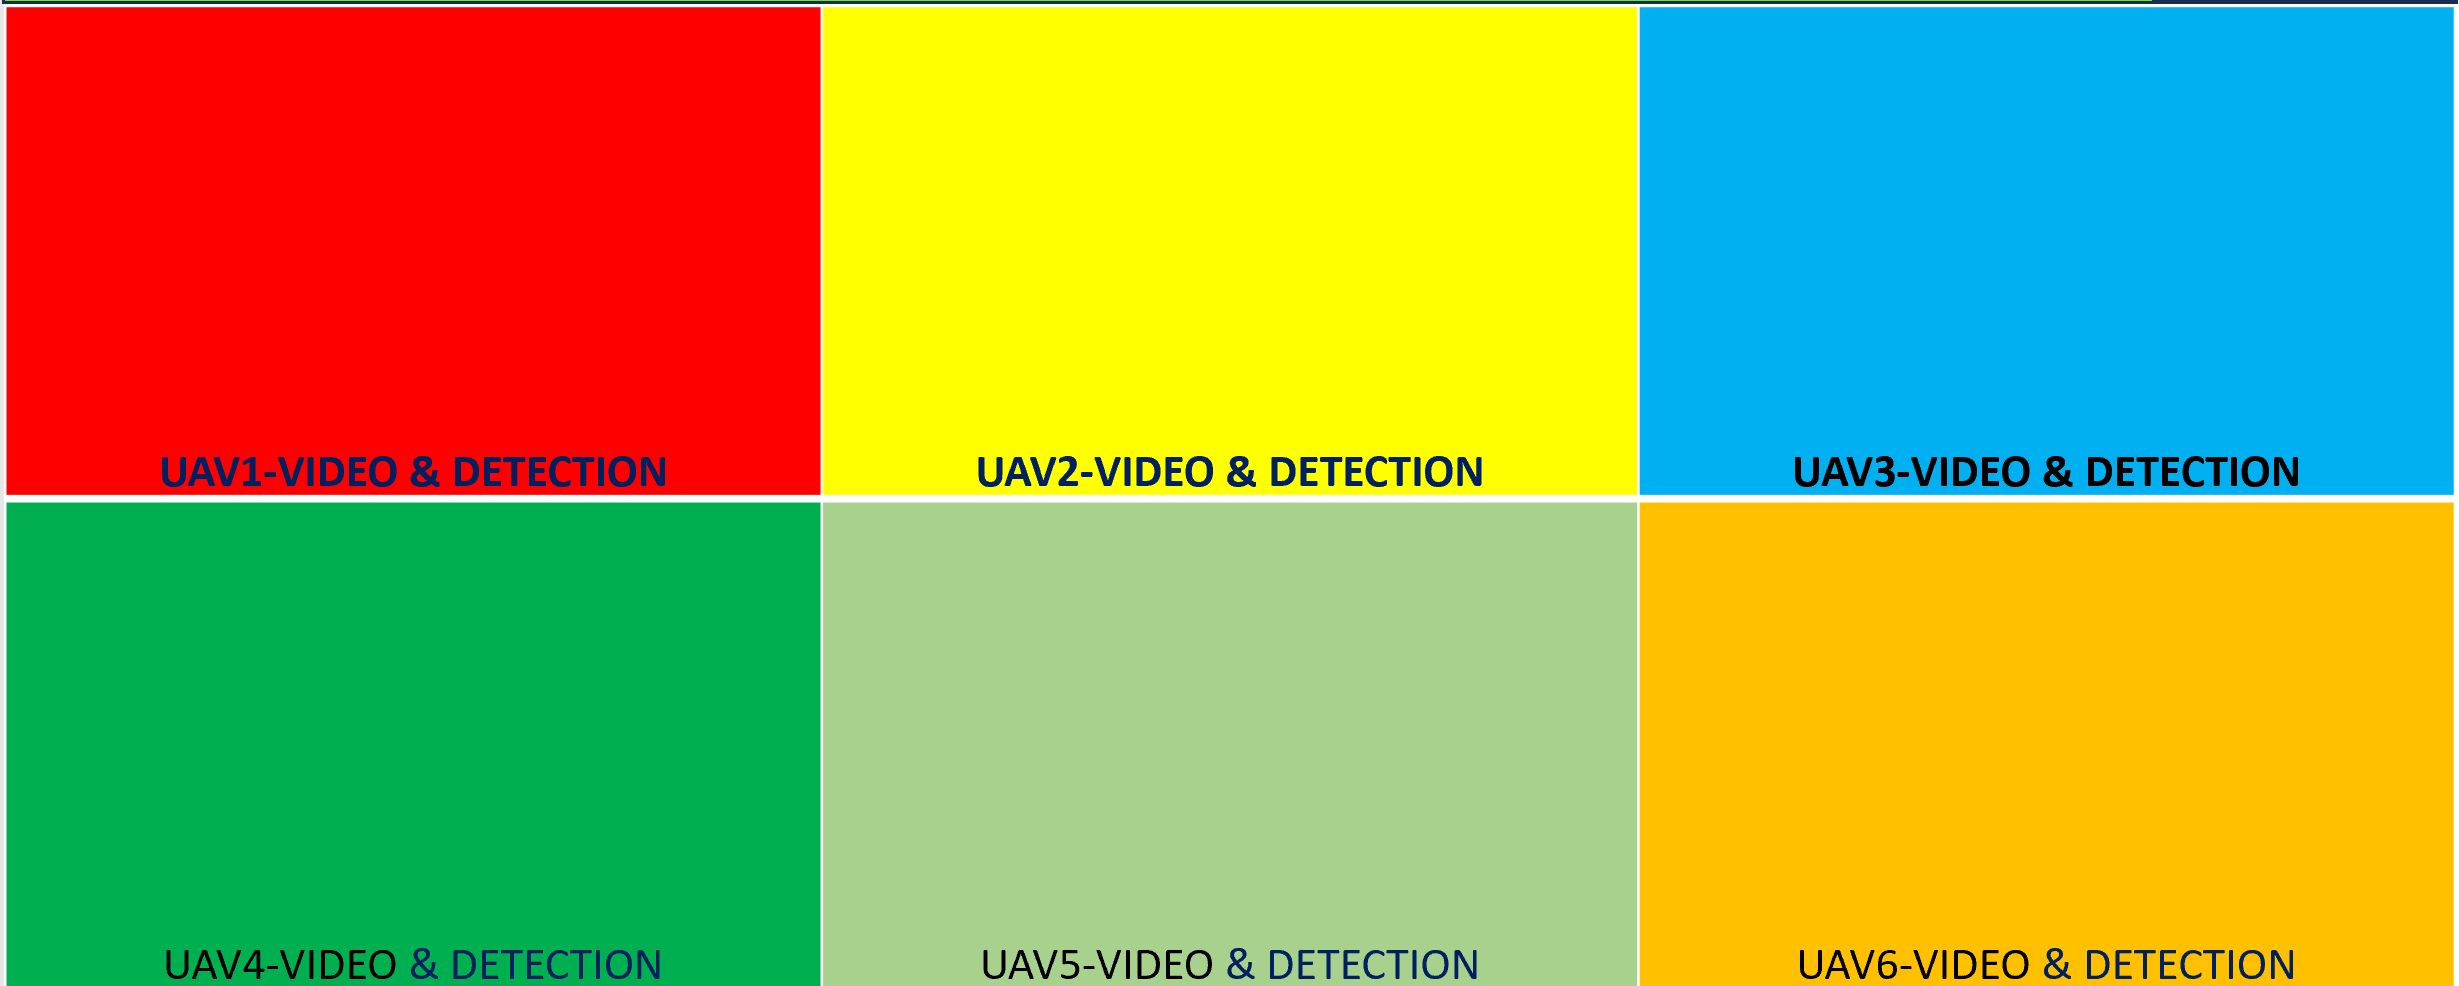 UAV1-VIDEO & DETECTION
UAV2-VIDEO & DETECTION
UAV3-VIDEO & DETECTION
UAV4-VIDEO & DETECTION
UAV5-VIDEO & DETECTION
UAV6-VIDEO & DETECTION